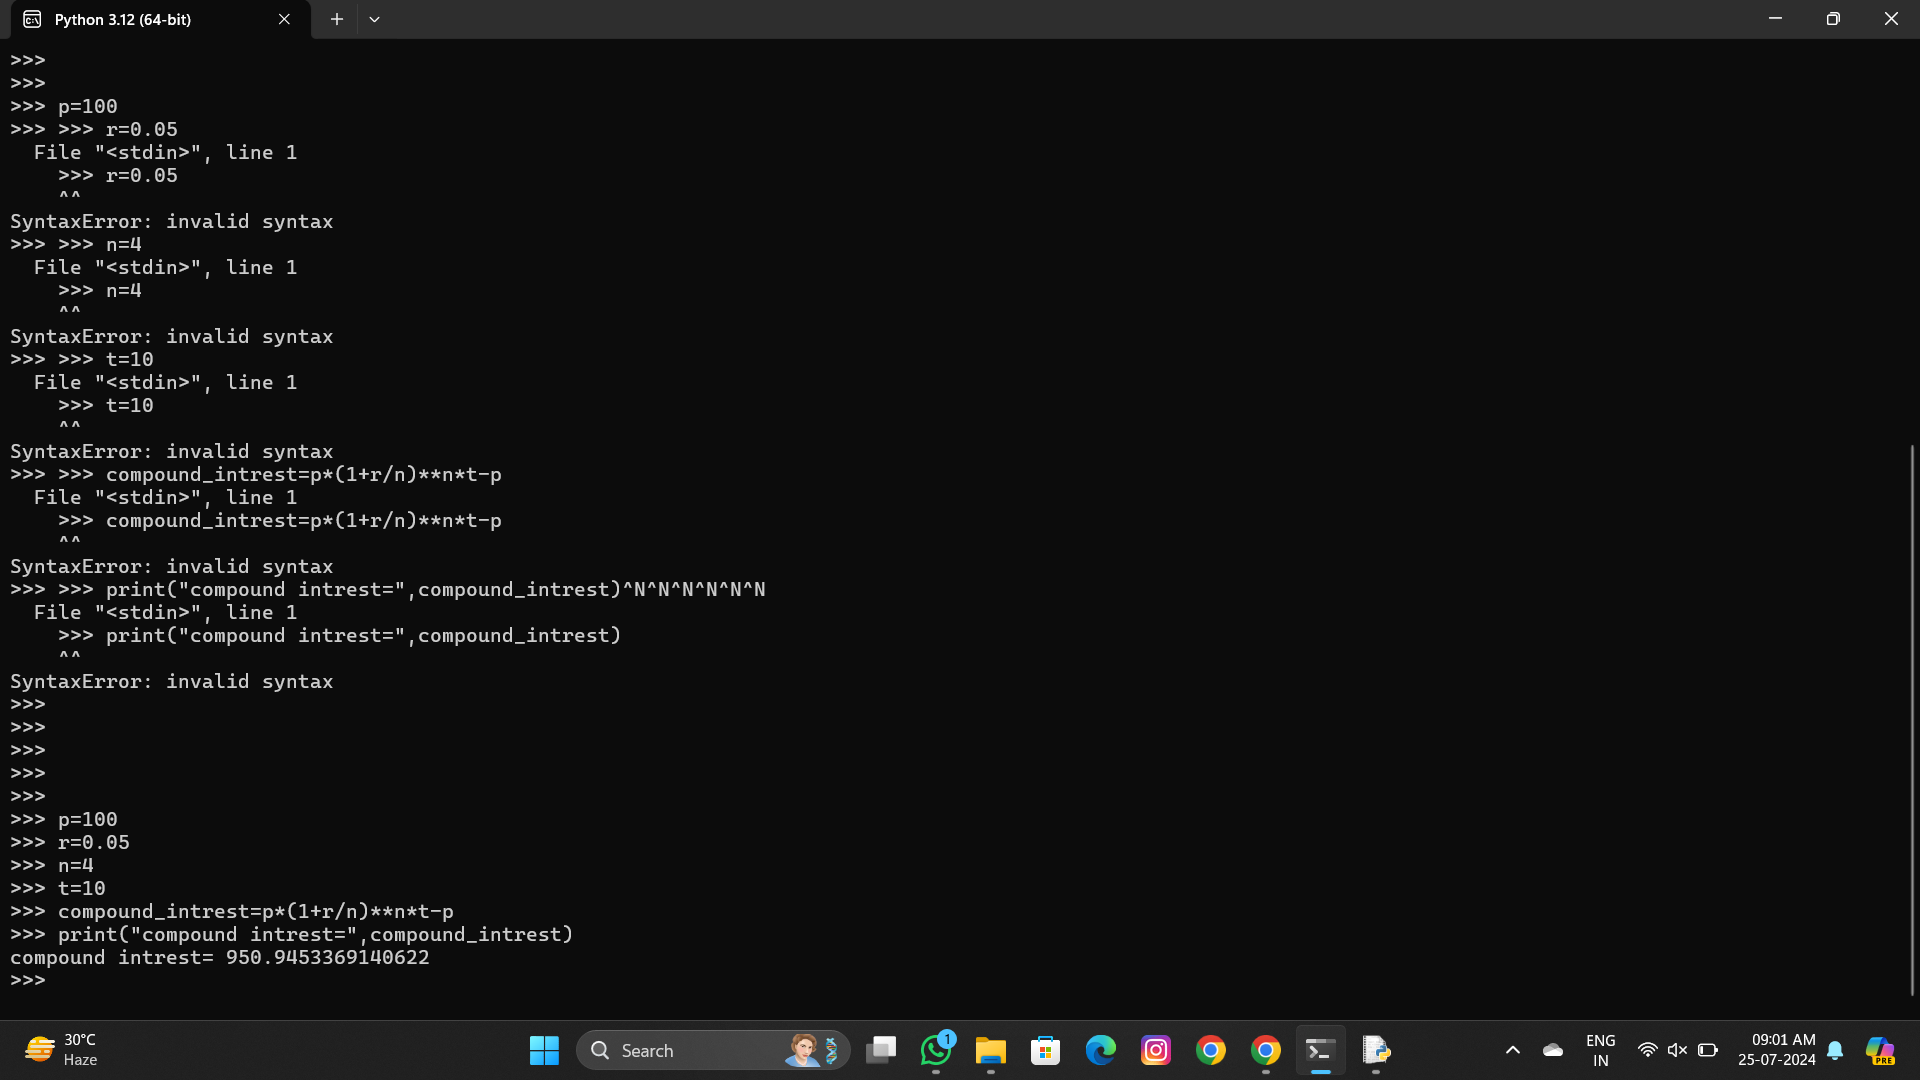 Python 3.12 (64-bit)
>>>
>>>
>>> p=100
>>> >>> r=0.05
  File "<stdin>", line 1
    >>> r=0.05
    ^^
SyntaxError: invalid syntax
>>> >>> n=4
  File "<stdin>", line 1
    >>> n=4
    ^^
SyntaxError: invalid syntax
>>> >>> t=10
  File "<stdin>", line 1
    >>> t=10
    ^^
SyntaxError: invalid syntax
>>> >>> compound_intrest=p*(1+r/n)**n*t-p
  File "<stdin>", line 1
    >>> compound_intrest=p*(1+r/n)**n*t-p
    ^^
SyntaxError: invalid syntax
>>> >>> print("compound intrest=",compound_intrest)^N^N^N^N^N^N
  File "<stdin>", line 1
    >>> print("compound intrest=",compound_intrest)
    ^^
SyntaxError: invalid syntax
>>>
>>>
>>>
>>>
>>>
>>> p=100
>>> r=0.05
>>> n=4
>>> t=10
>>> compound_intrest=p*(1+r/n)**n*t-p
>>> print("compound intrest=",compound_intrest)
compound intrest= 950.9453369140622
>>>
30°C
Haze
Search
1
ENG
IN
09:01 AM
25-07-2024
PRE